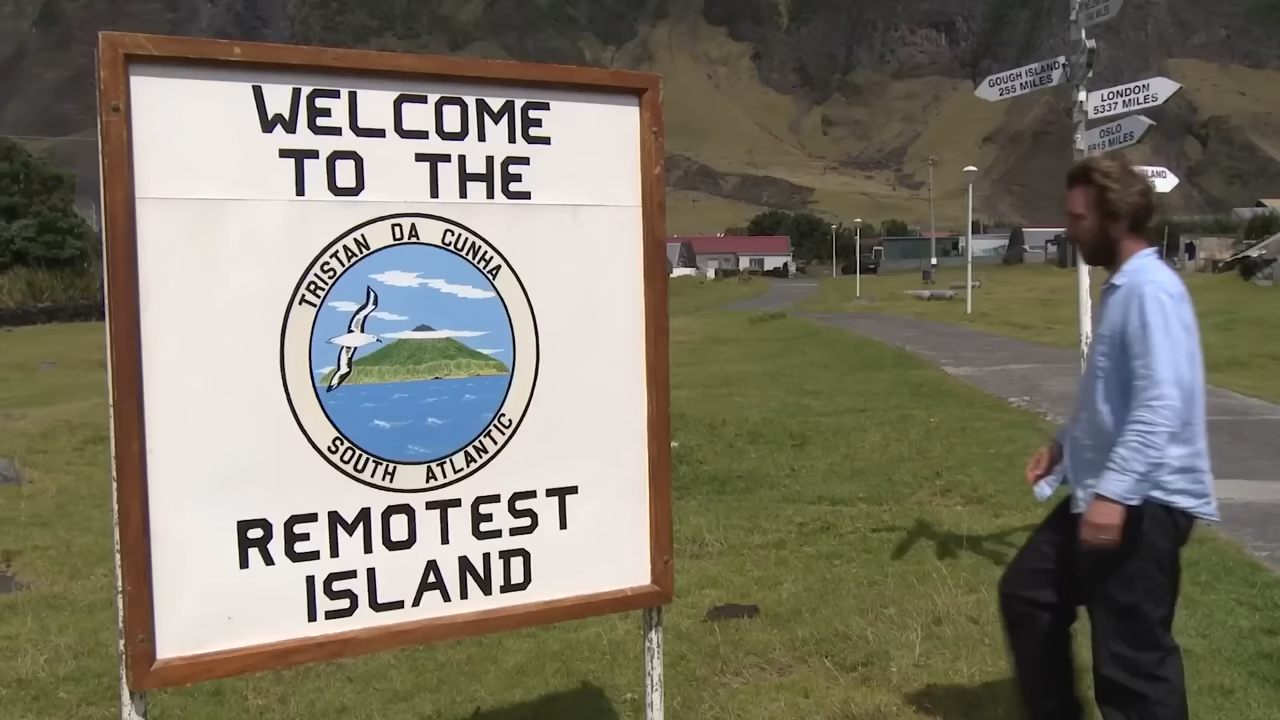 WELCOME
TO THE
TRISTAN DA CUNHA
SOUTH ATLANTIC
REMOTEST
ISLAND
GOUGH ISLAND
255 MILES
LONDON
5337 MILES
OSLO
5915 MILES